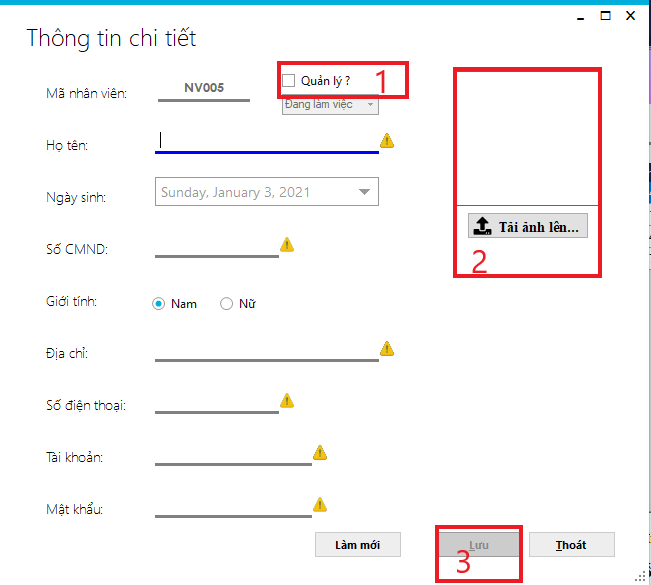 Thông tin chi tiết
Mã nhân viên:
NV005
Quản lý ?
1
Đang làm việc
Họ tên:
Ngày sinh:
Sunday, January 3, 2021
Tải ảnh lên...
2
Số CMND:
Giới tính:
Nam
Nữ
Địa chỉ:
Số điện thoại:
Tài khoản:
Mật khẩu:
Làm mới
Lưu
3
Thoát